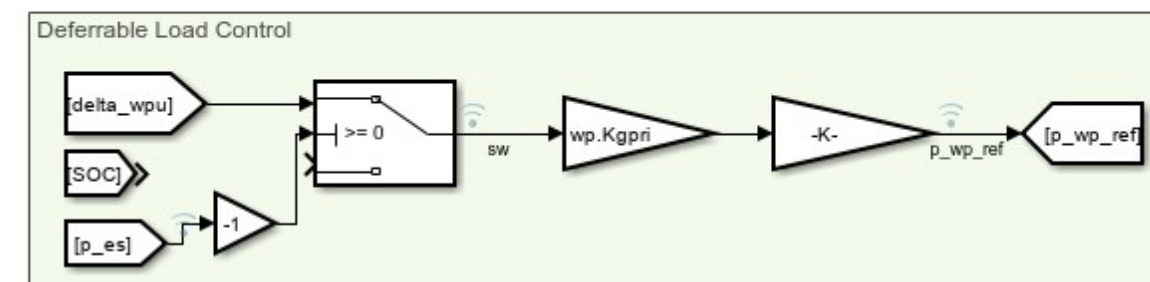 Deferrable Load Control
[delta_wpu]
>= 0
sw
wp.Kgpri
-K-
p_wp_ref
[p_wp_ref]
[SOC]
-1
[p_es]